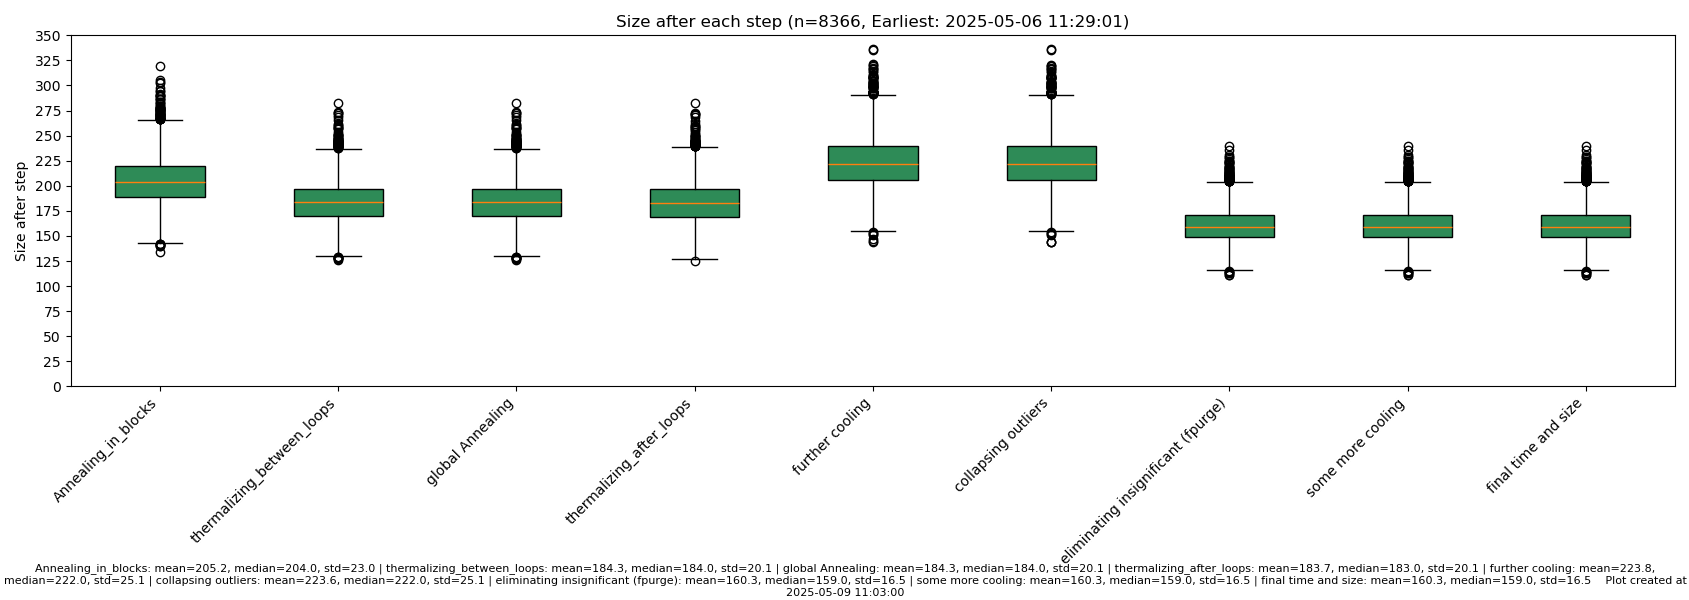 Size after each step (n=8366, Earliest: 2025-05-06 11:29:01)
350
325
300
275
250
225
200
175
150
125
100
75
50
25
0
Size after step
Annealing_in_blocks
thermalizing_between_loops
global Annealing
thermalizing_after_loops
further cooling
collapsing outliers
eliminating insignificant (fpurge)
some more cooling
final time and size
Annealing_in_blocks: mean=205.2, median=204.0, std=23.0 | thermalizing_between_loops: mean=184.3, median=184.0, std=20.1 | global Annealing: mean=184.3, median=184.0, std=20.1 | thermalizing_after_loops: mean=183.7, median=183.0, std=20.1 | further cooling: mean=223.8,
median=222.0, std=25.1 | collapsing outliers: mean=223.6, median=222.0, std=25.1 | eliminating insignificant (fpurge): mean=160.3, median=159.0, std=16.5 | some more cooling: mean=160.3, median=159.0, std=16.5 | final time and size: mean=160.3, median=159.0, std=16.5    Plot created at
2025-05-09 11:03:00